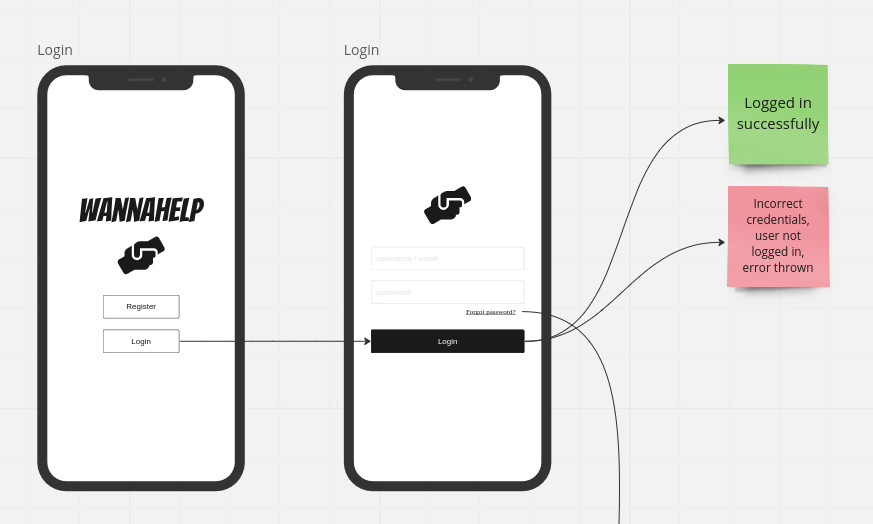 Login
Login
WANNAHELP
Register
Login
username / email
password
Forgot password?
Login
Logged in
successfully
Incorrect
credentials,
user not
logged in,
error thrown